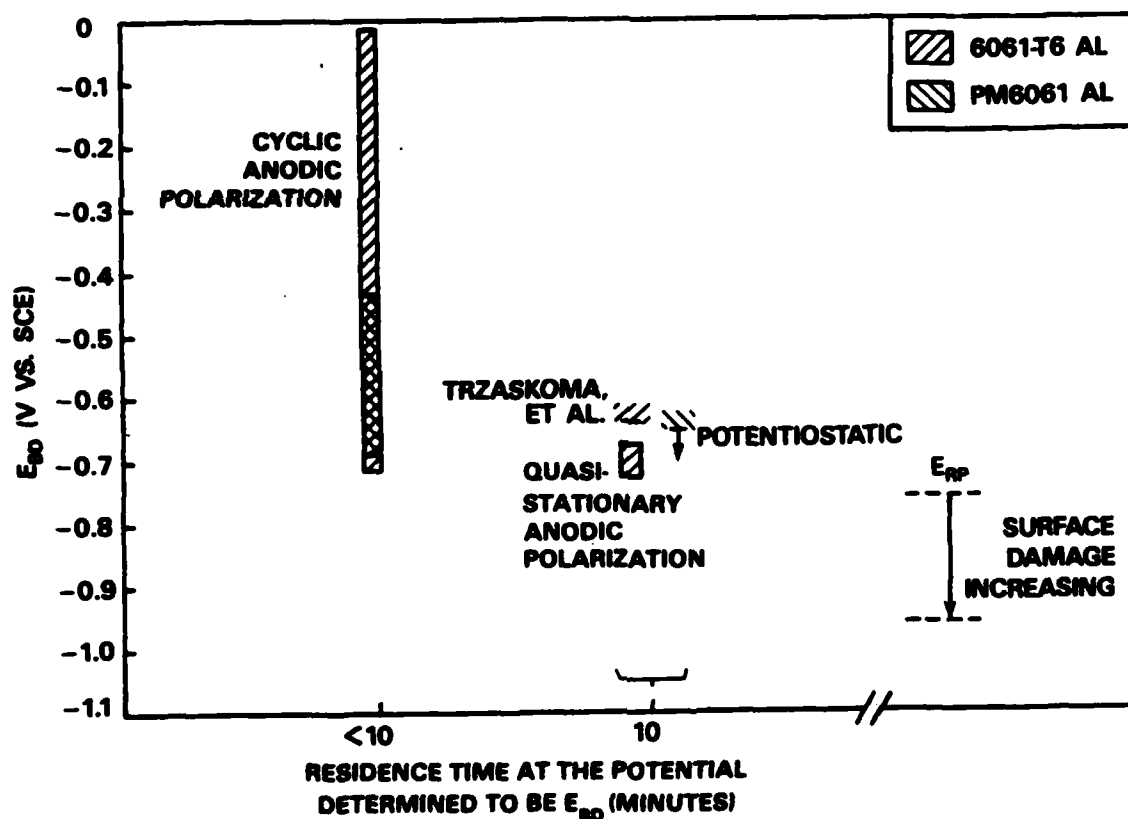 0
-0.1
-0.2
-0.3
-0.4
-0.5
-0.6
-0.7
-0.8
-0.9
-1.0
-1.1
E_BD (V VS. SCE)
6061-T6 AL
PM6061 AL
CYCLIC
ANODIC
POLARIZATION
TRZASKOMA,
ET AL.
POTENTIOSTATIC
QUASI-
STATIONARY
ANODIC
POLARIZATION
E_RP
SURFACE
DAMAGE
INCREASING
<10
10
RESIDENCE TIME AT THE POTENTIAL
DETERMINED TO BE E_BD (MINUTES)